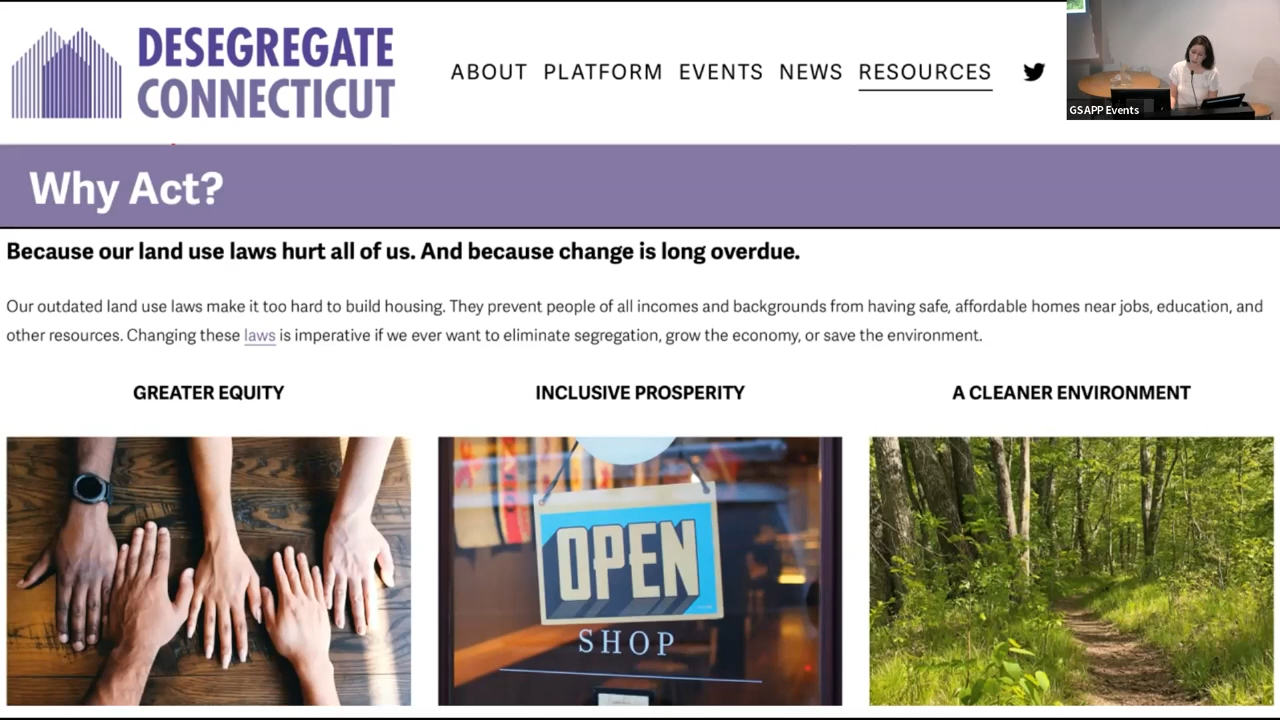 DESEGREGATE
CONNECTICUT
ABOUT PLATFORM EVENTS NEWS RESOURCES
GSAPP Events
Why Act?
Because our land use laws hurt all of us. And because change is long overdue.
Our outdated land use laws make it too hard to build housing. They prevent people of all incomes and backgrounds from having safe, affordable homes near jobs, education, and
other resources. Changing these laws is imperative if we ever want to eliminate segregation, grow the economy, or save the environment.
GREATER EQUITY
INCLUSIVE PROSPERITY
A CLEANER ENVIRONMENT
OPEN
SHOP